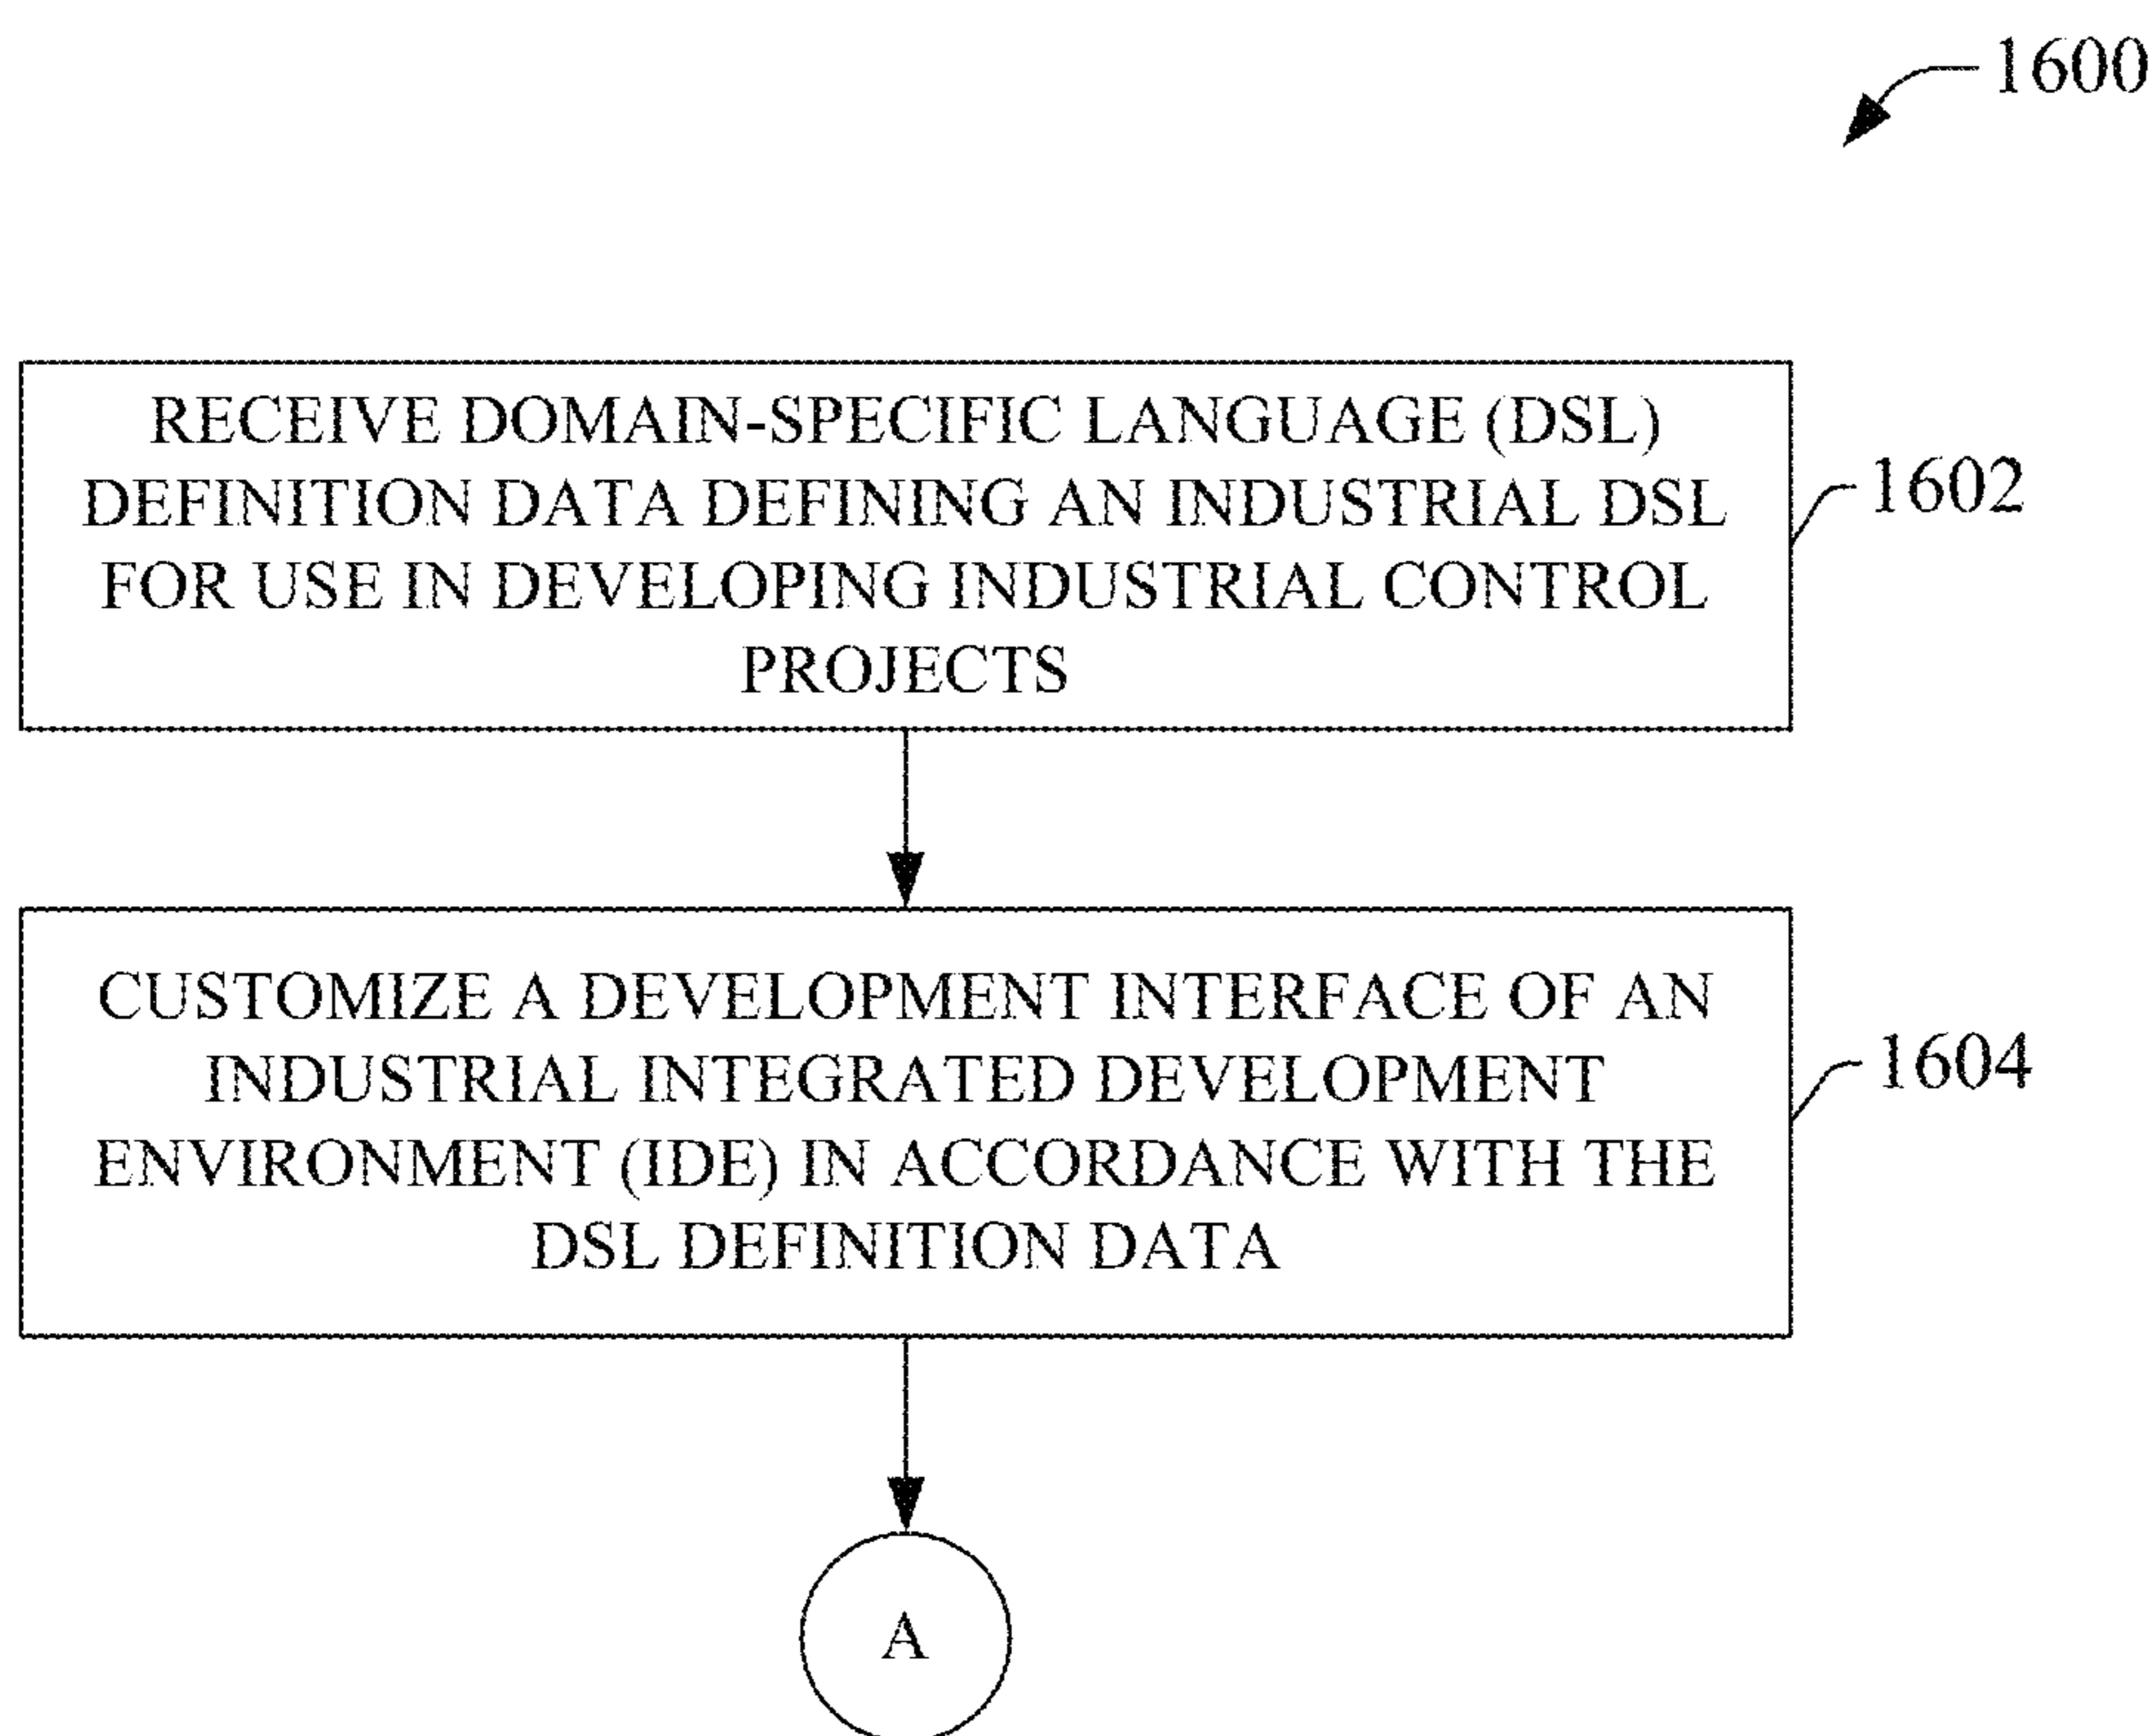 1600
RECEIVE DOMAIN-SPECIFIC LANGUAGE (DSL)
DEFINITION DATA DEFINING AN INDUSTRIAL DSL
FOR USE IN DEVELOPING INDUSTRIAL CONTROL
PROJECTS
1602
CUSTOMIZE A DEVELOPMENT INTERFACE OF AN
INDUSTRIAL INTEGRATED DEVELOPMENT
ENVIRONMENT (IDE) IN ACCORDANCE WITH THE
DSL DEFINITION DATA
1604
A